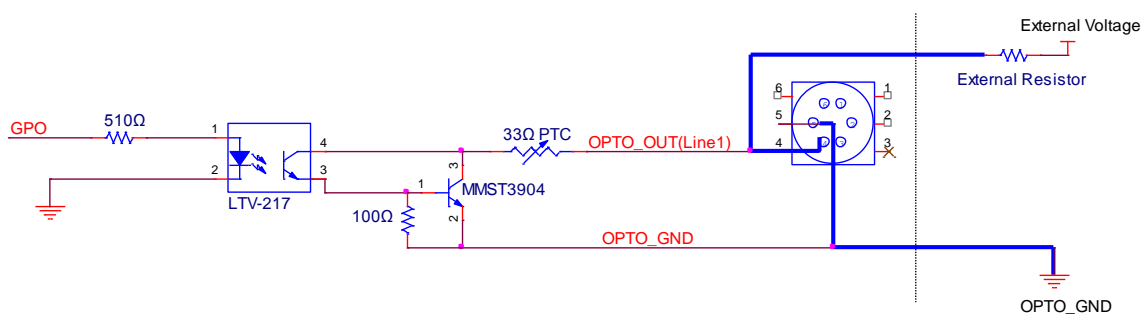 External Voltage
External Resistor
GPO
510Ω
1
2
LTV-217
4
3
100Ω
1
3
2
MMST3904
33Ω PTC
OPTO_OUT(Line1)
OPTO_GND
6
5
4
1
2
3
OPTO_GND